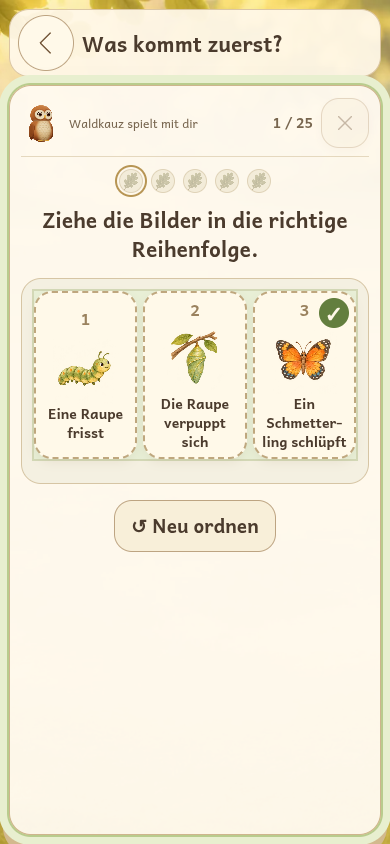 Was kommt zuerst?
Waldkauz spielt mit dir
1 / 25
Ziehe die Bilder in die richtige
Reihenfolge.
1
Eine Raupe
frisst
2
Die Raupe
verpuppt
sich
3
Ein
Schmetter-
ling schlüpft
↺ Neu ordnen